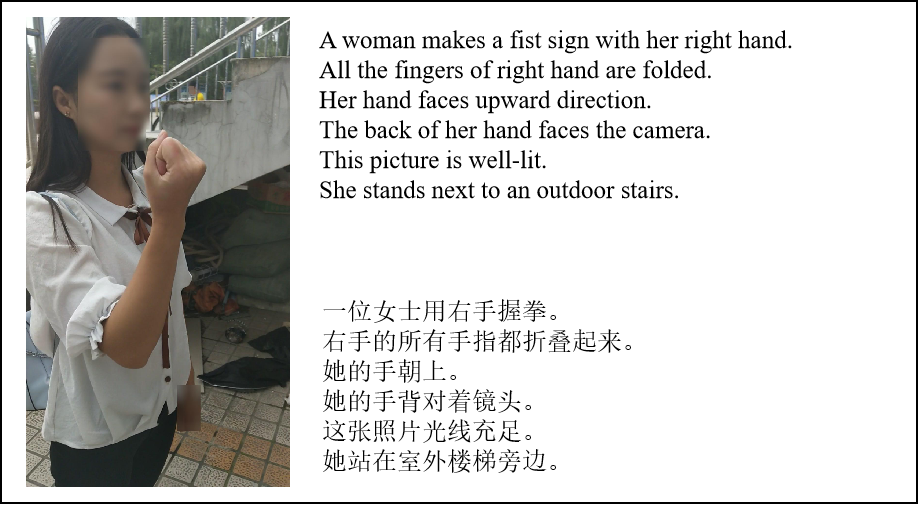 A woman makes a fist sign with her right hand.
All the fingers of right hand are folded.
Her hand faces upward direction.
The back of her hand faces the camera.
This picture is well-lit.
She stands next to an outdoor stairs.
一位女士用右手握拳。
右手的所有手指都折叠起来。
她的手朝上。
她的手背对着镜头。
这张照片光线充足。
她站在室外楼梯旁边。